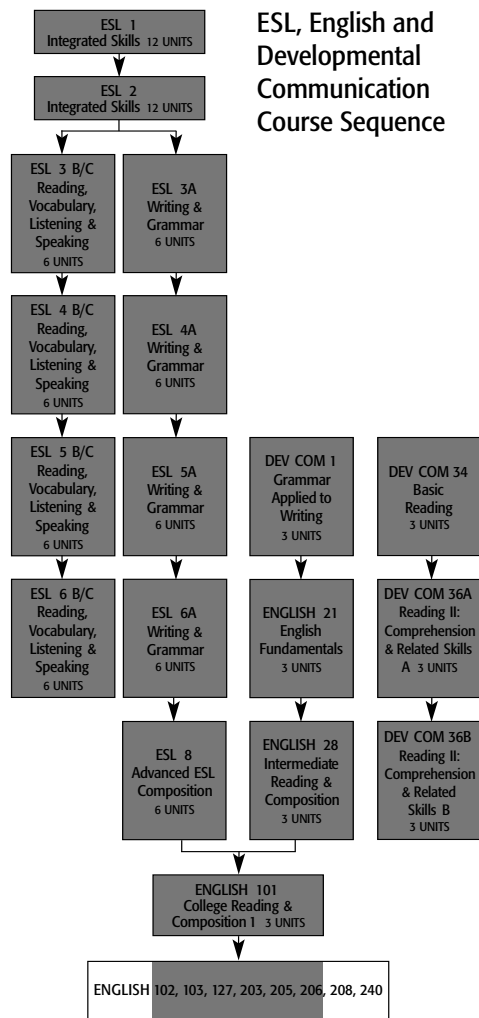 ESL, English and
Developmental
Communication
Course Sequence
ESL 1
Integrated Skills 12 UNITS
ESL 2
Integrated Skills 12 UNITS
ESL 3 B/C
Reading,
Vocabulary,
Listening &
Speaking
6 UNITS
ESL 3A
Writing &
Grammar
6 UNITS
ESL 4 B/C
Reading,
Vocabulary,
Listening &
Speaking
6 UNITS
ESL 4A
Writing &
Grammar
6 UNITS
ESL 5 B/C
Reading,
Vocabulary,
Listening &
Speaking
6 UNITS
ESL 5A
Writing &
Grammar
6 UNITS
DEV COM 1
Grammar
Applied to
Writing
3 UNITS
DEV COM 34
Basic
Reading
3 UNITS
ESL 6 B/C
Reading,
Vocabulary,
Listening &
Speaking
6 UNITS
ESL 6A
Writing &
Grammar
6 UNITS
ENGLISH 21
English
Fundamentals
3 UNITS
DEV COM 36A
Reading II:
Comprehension
& Related Skills
A 3 UNITS
ESL 8
Advanced ESL
Composition
6 UNITS
ENGLISH 28
Intermediate
Reading &
Composition
3 UNITS
DEV COM 36B
Reading II:
Comprehension
& Related
Skills B
3 UNITS
ENGLISH 101
College Reading &
Composition 1 3 UNITS
ENGLISH 102, 103, 127, 203, 205, 206, 208, 240